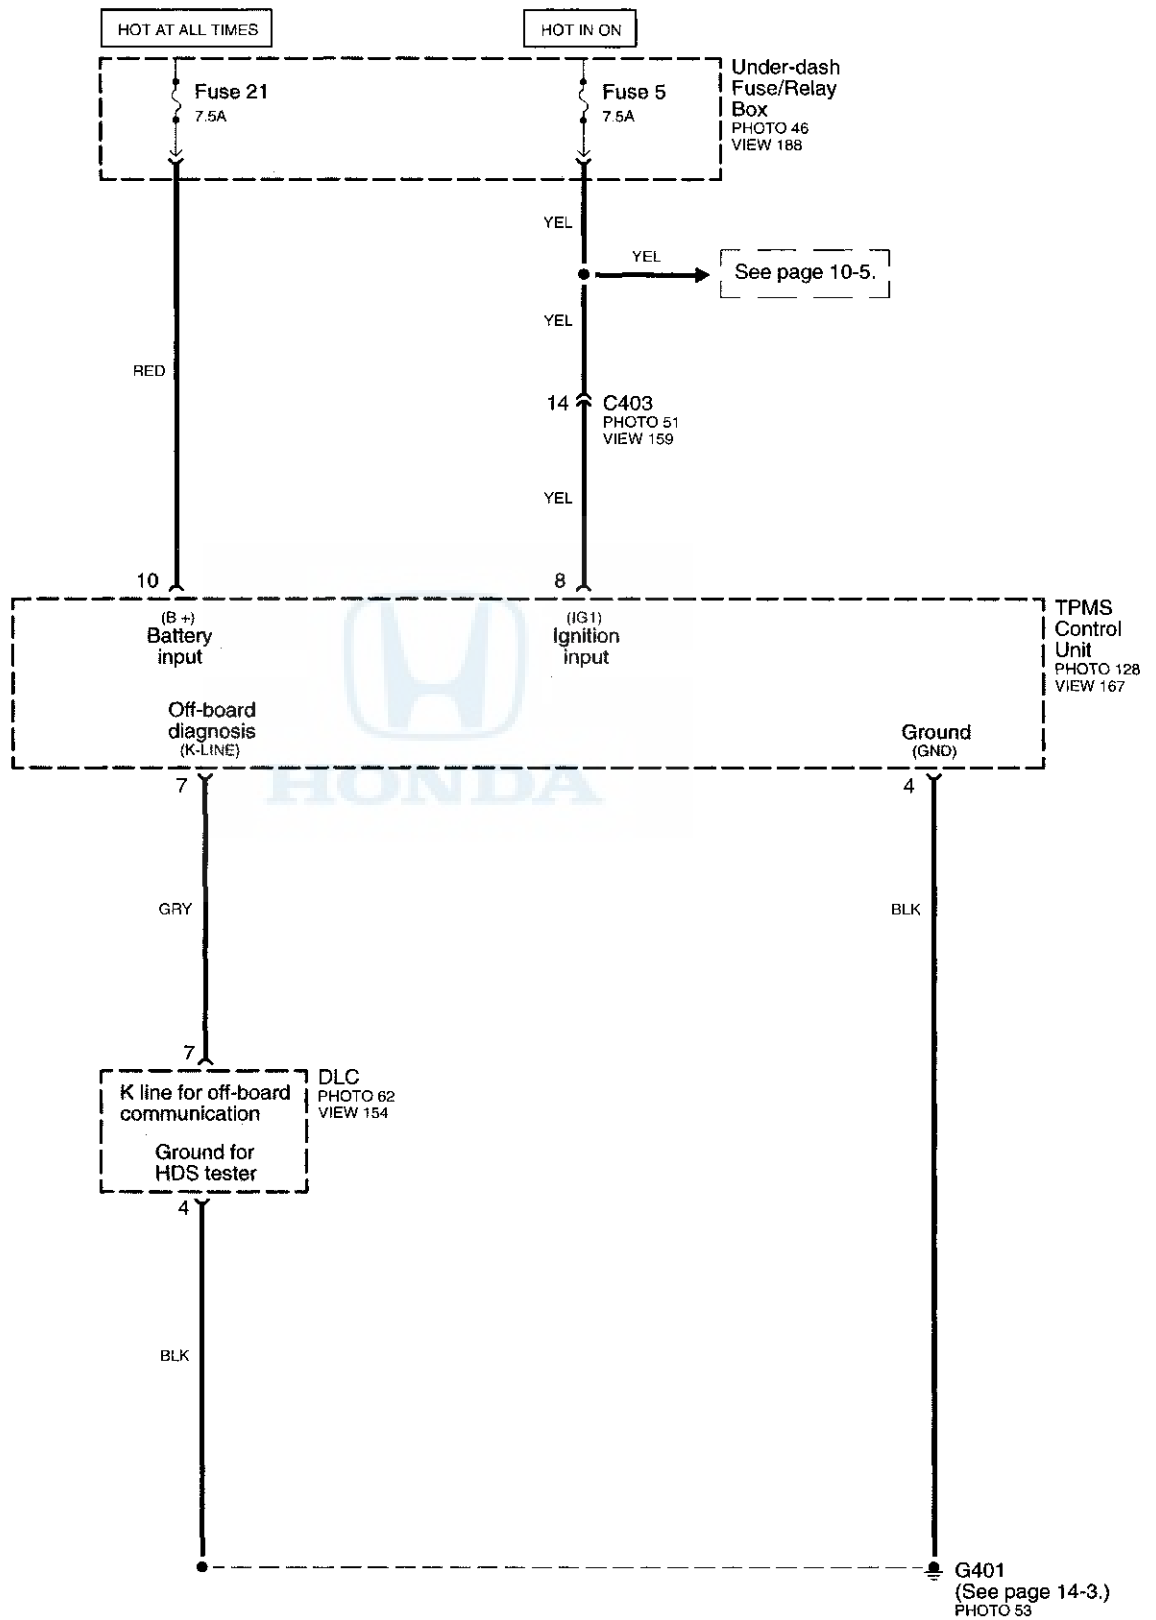 HOT AT ALL TIMES
HOT IN ON
Fuse 21
7.5A
Fuse 5
7.5A
Under-dash
Fuse/Relay
Box
PHOTO 46
VIEW 188
YEL
YEL
See page 10-5.
YEL
RED
14
C403
PHOTO 51
VIEW 159
YEL
10
8
(B +)
Battery
input
(IG1)
Ignition
input
TPMS
Control
Unit
PHOTO 128
VIEW 167
Off-board
diagnosis
(K-LINE)
Ground
(GND)
HONDA
7
4
GRY
BLK
7
DLC
PHOTO 62
VIEW 154
K line for off-board
communication
Ground for
HDS tester
4
BLK
G401
(See page 14-3.)
PHOTO 53